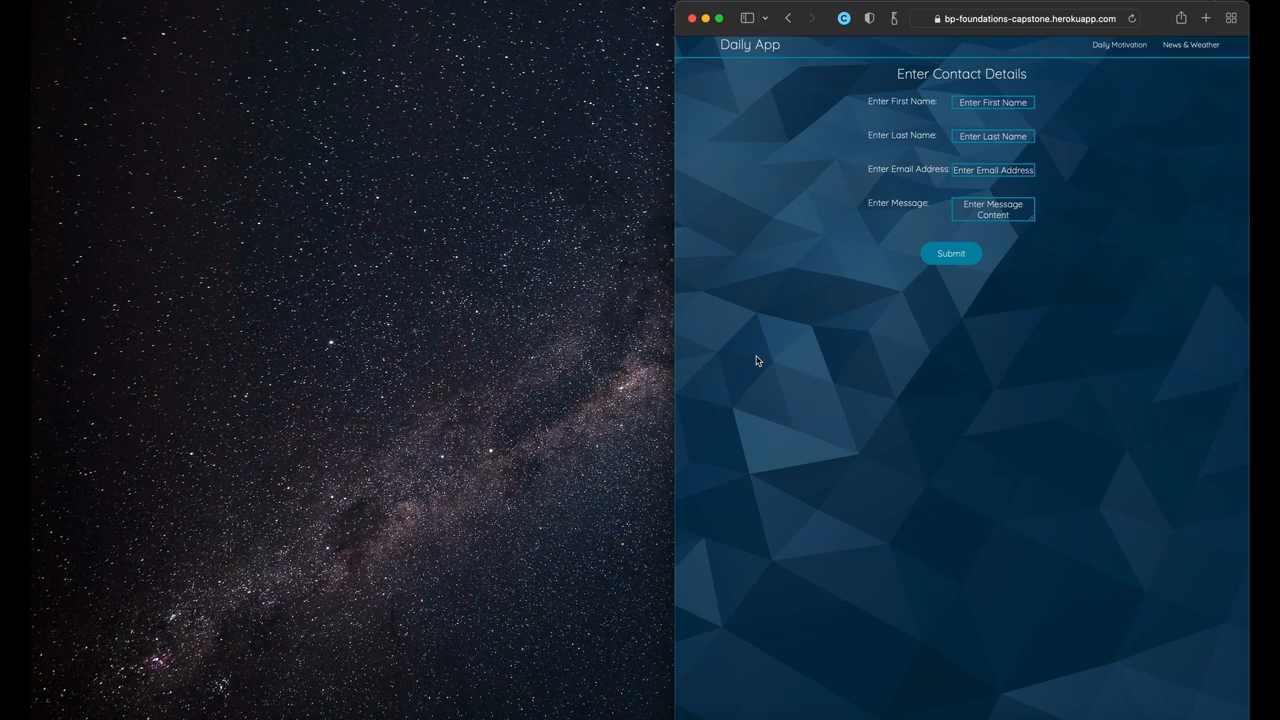 bp-foundations-capstone.herokuapp.com
Daily App
Daily Motivation
News & Weather
Enter Contact Details
Enter First Name:
Enter First Name
Enter Last Name:
Enter Last Name
Enter Email Address:
Enter Email Address
Enter Message:
Enter Message
Content
Submit